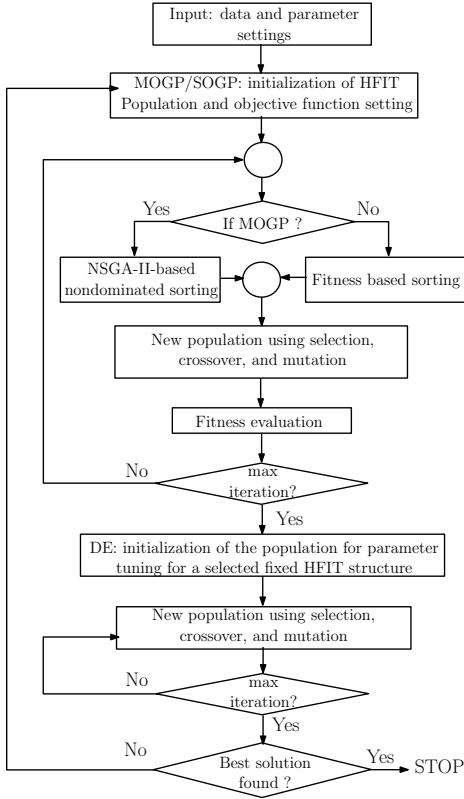 Input: data and parameter
settings
MOGP/SOGP: initialization of HFIT
Population and objective function setting
If MOGP ?
Yes
No
NSGA-II-based
nondominated sorting
Fitness based sorting
New population using selection,
crossover, and mutation
Fitness evaluation
max
iteration?
No
Yes
DE: initialization of the population for parameter
tuning for a selected fixed HFIT structure
New population using selection,
crossover, and mutation
max
iteration?
No
Yes
Best solution
found ?
No
Yes
STOP